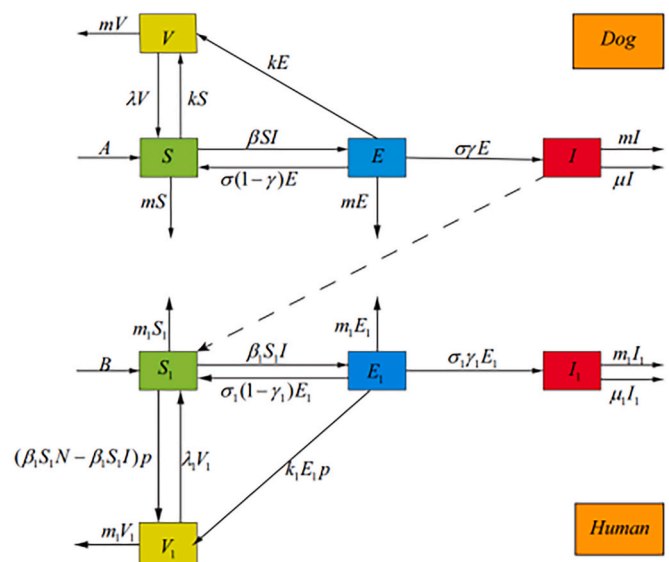 mV
V
Dog
kE
λV
kS
A
S
βSI
E
σγE
I
mI
σ(1−γ)E
μI
mS
mE
m₁S₁
m₁E₁
B
S₁
β₁S₁I
E₁
σ₁γ₁E₁
I₁
m₁I₁
σ₁(1−γ₁)E₁
μ₁I₁
(β₁S₁N − β₁S₁I)p
λ₁V₁
k₁E₁p
m₁V₁
V₁
Human